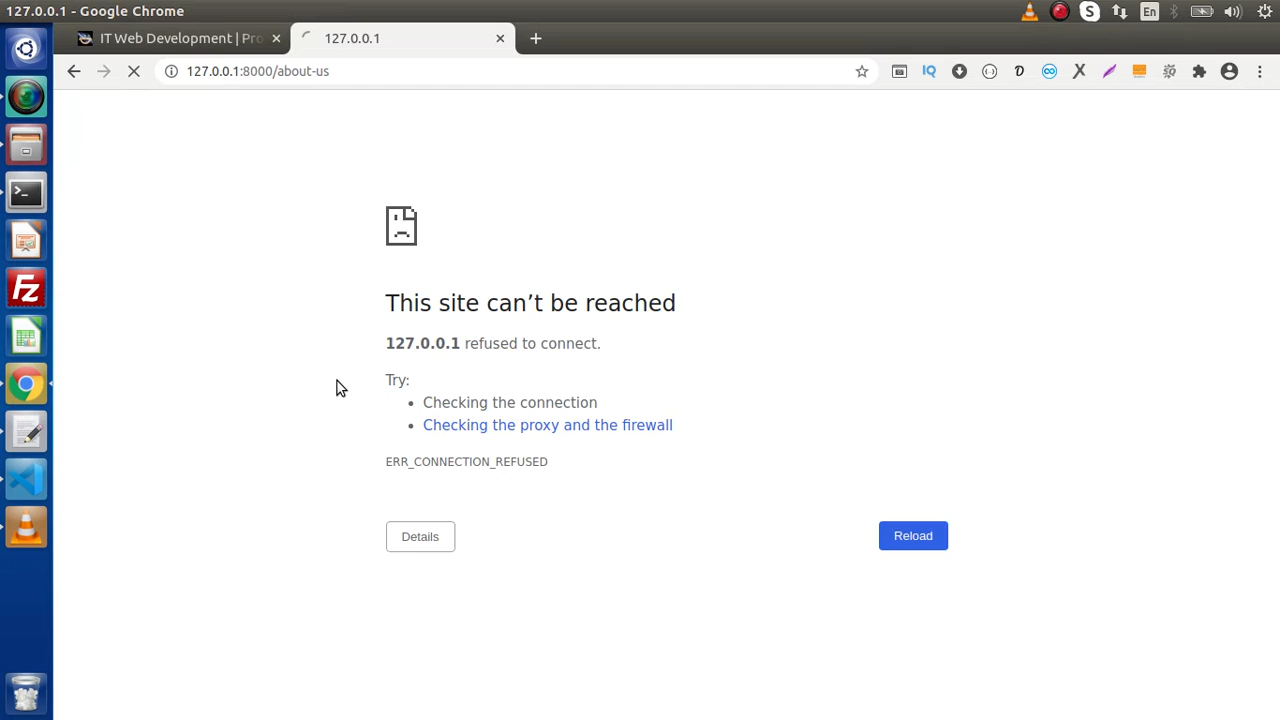 127.0.0.1 - Google Chrome
S
En
IT Web Development | Pro
127.0.0.1
127.0.0.1:8000/about-us
IQ
D
X
>_
Fz
This site can’t be reached
127.0.0.1 refused to connect.
Try:
• Checking the connection
• Checking the proxy and the firewall
ERR_CONNECTION_REFUSED
Details
Reload